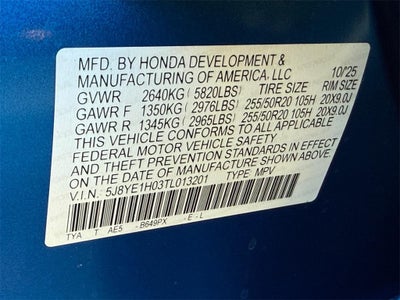 MFD. BY HONDA DEVELOPMENT & 10/25
MANUFACTURING OF AMERICA, LLC
GVWR 2640KG (5820LBS) TIRE SIZE RIM SIZE
GAWR F 1350KG (2976LBS) 255/50R20 105H 20X9.0J
GAWR R 1345KG (2965LBS) 255/50R20 105H 20X9.0J
THIS VEHICLE CONFORMS TO ALL APPLICABLE
FEDERAL MOTOR VEHICLE SAFETY, BUMPER,
AND THEFT PREVENTION STANDARDS IN EFFECT
ON THE DATE OF MANUFACTURE SHOWN ABOVE.
V.I.N.: 5J8YE1H03TL013201 TYPE: MPV
TYA T AE5 -B649PX -E -L